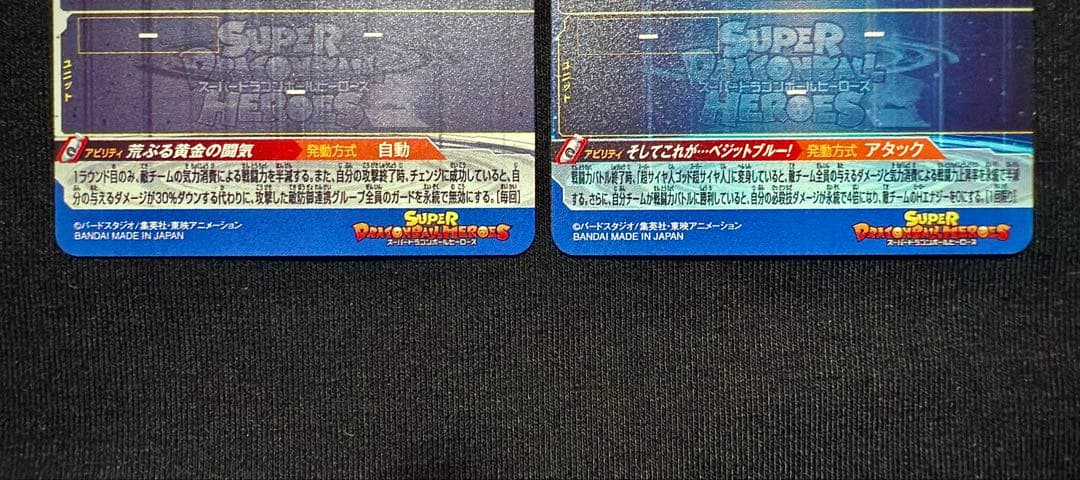 SUPER
DRAGONBALL
スーパードラゴンボールヒーローズ
HEROES
ユニット
アビリティ 荒ぶる黄金の闘気 発動方式 自動
1ラウンド目のみ、敵チームの気力消費による戦闘力を半減する。また、自分の攻撃終了時、チェンジに成功していると、自
分の与えるダメージが30%ダウンする代わりに、攻撃した敵防御連携グループ全員のガードを永続で無効にする。[毎回]
©バードスタジオ/集英社・東映アニメーション
BANDAI MADE IN JAPAN
SUPER
DRAGONBALL HEROES
スーパードラゴンボールヒーローズ
SUPER
DRAGONBALL
スーパードラゴンボールヒーローズ
HEROES
ユニット
アビリティ そしてこれが…ベジットブルー! 発動方式 アタック
戦闘力バトル終了時、「超サイヤ人ゴッド超サイヤ人」に変身していると、敵チーム全員の与えるダメージと気力消費による戦闘力上昇率を永続で半減
する。さらに、自分チームが戦闘力バトルに勝利していると、自分の必殺技ダメージが永続で4倍になり、敵チームのHエナジーを0にする。[1回限り]
©バードスタジオ/集英社・東映アニメーション
BANDAI MADE IN JAPAN
SUPER
DRAGONBALL HEROES
スーパードラゴンボールヒーローズ